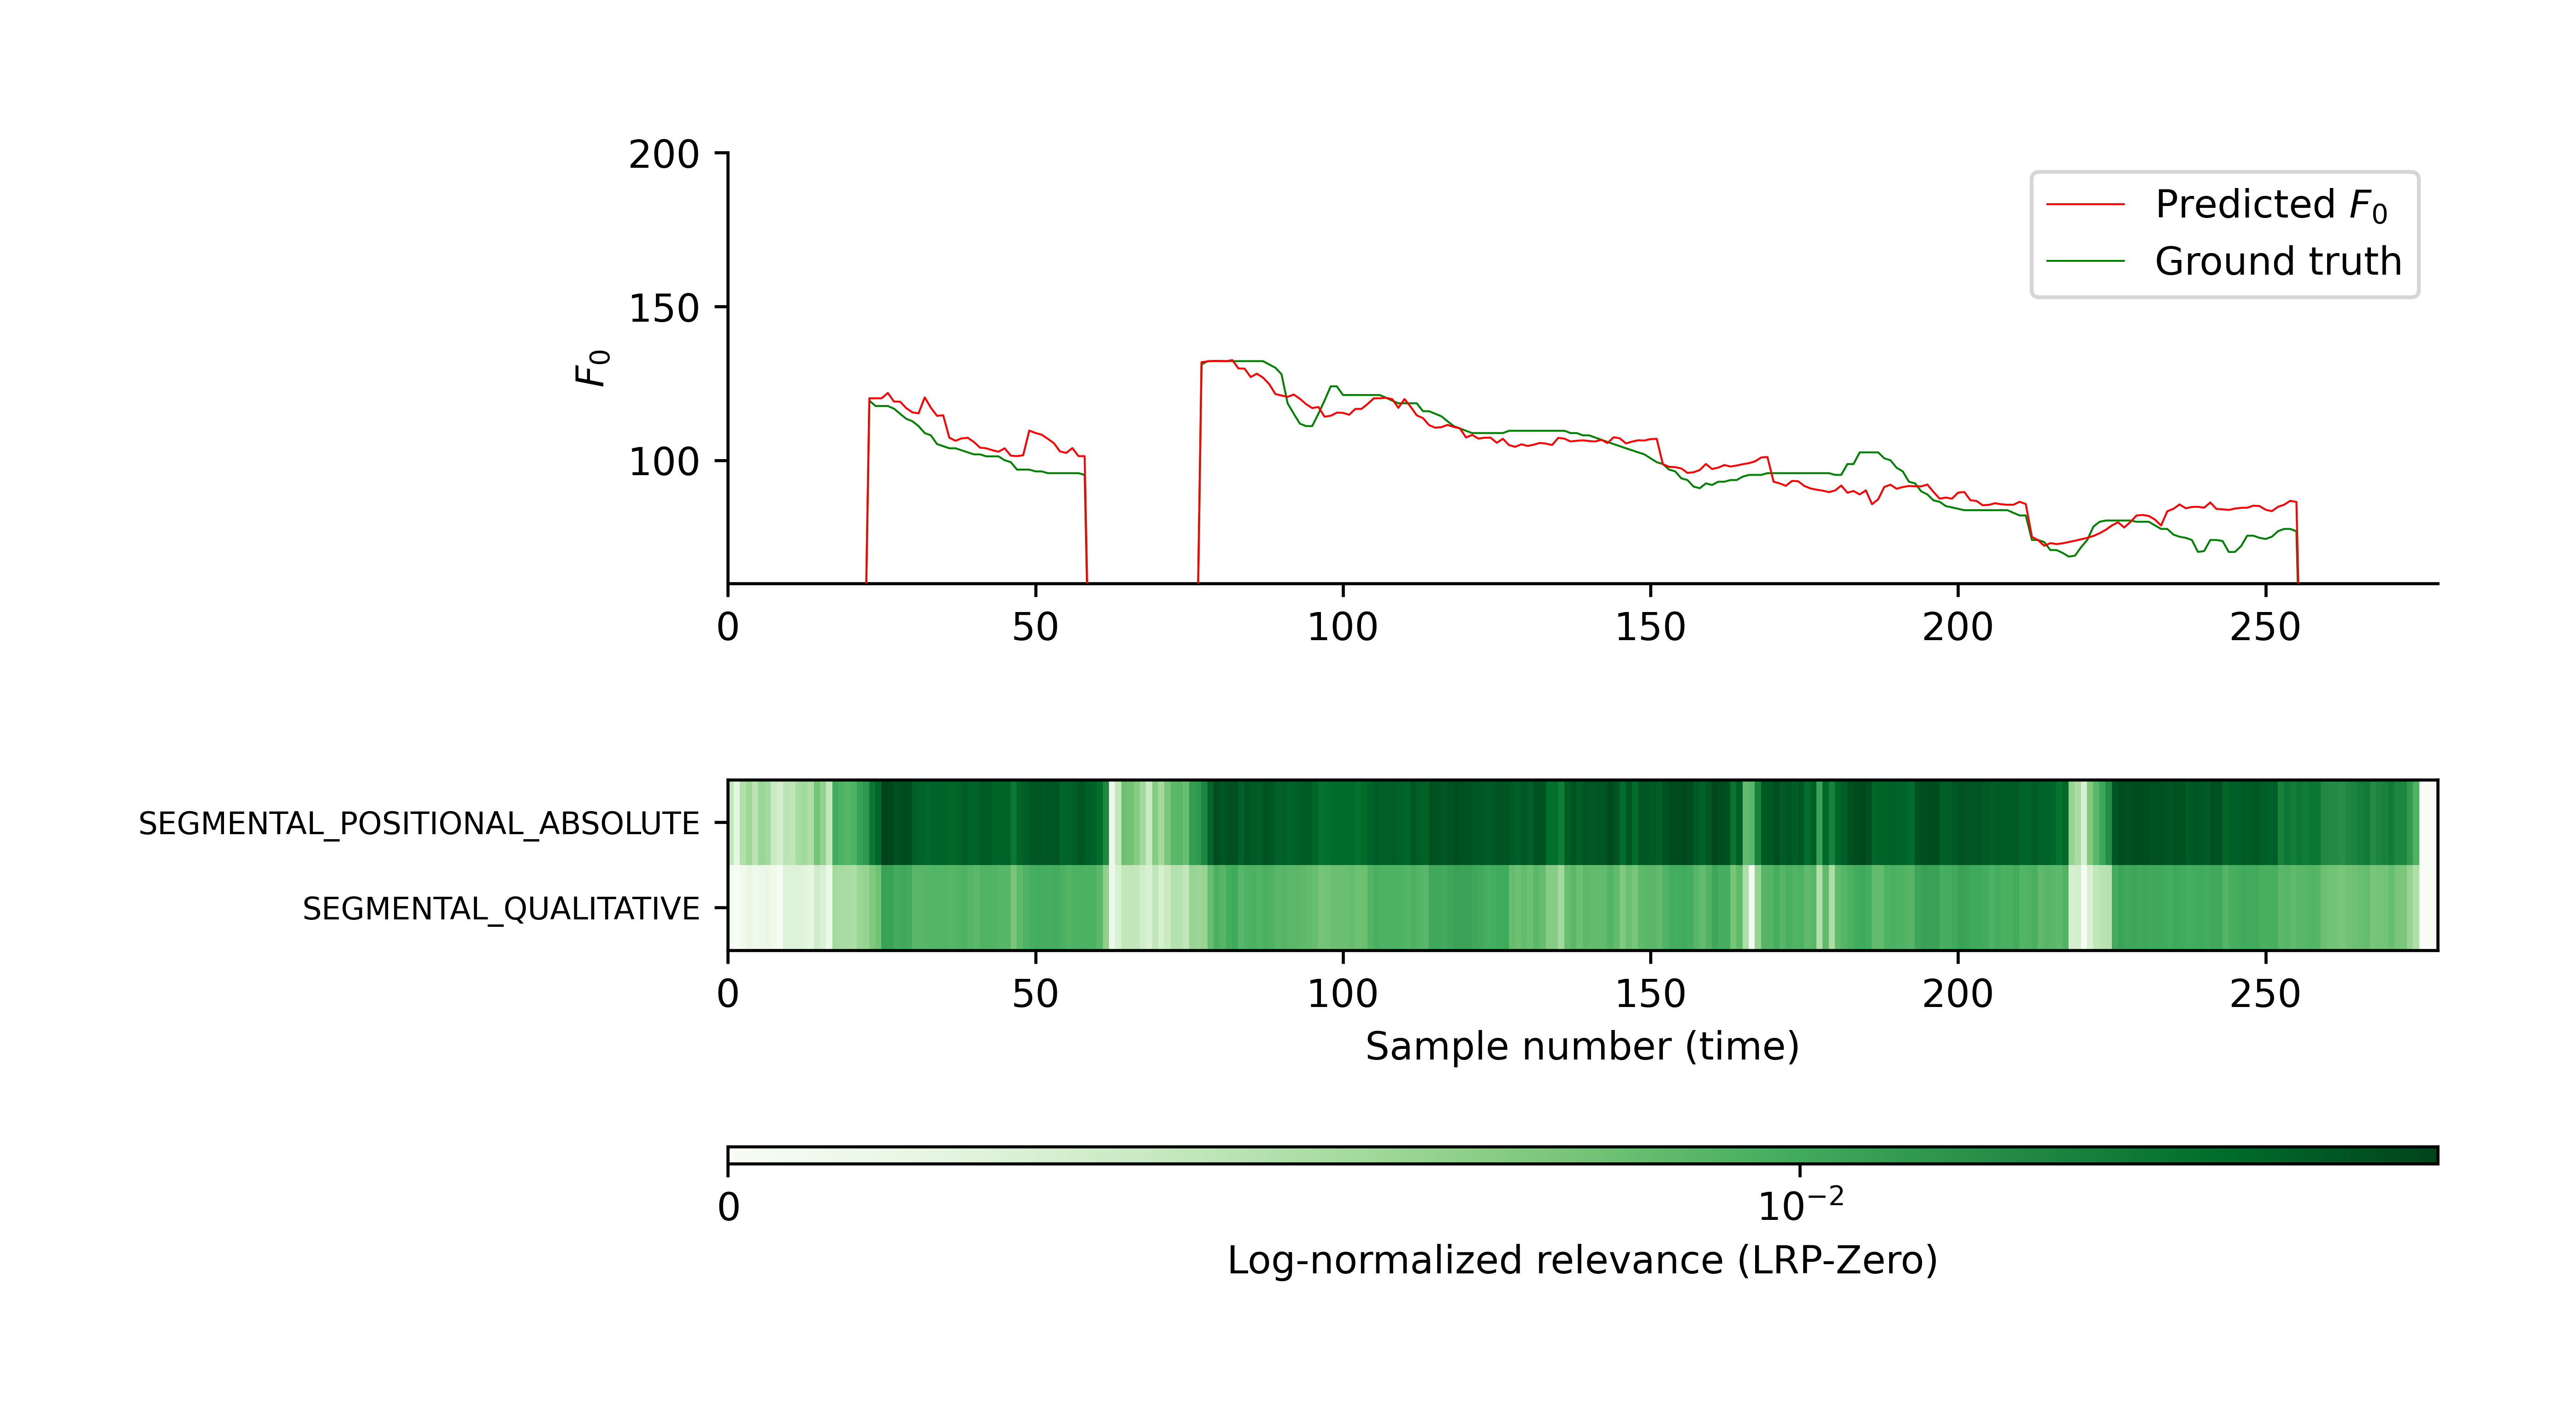 200
150
100
F0
Predicted F0
Ground truth
0 50 100 150 200 250
SEGMENTAL_POSITIONAL_ABSOLUTE
SEGMENTAL_QUALITATIVE
0 50 100 150 200 250
Sample number (time)
0 10−2
Log-normalized relevance (LRP-Zero)